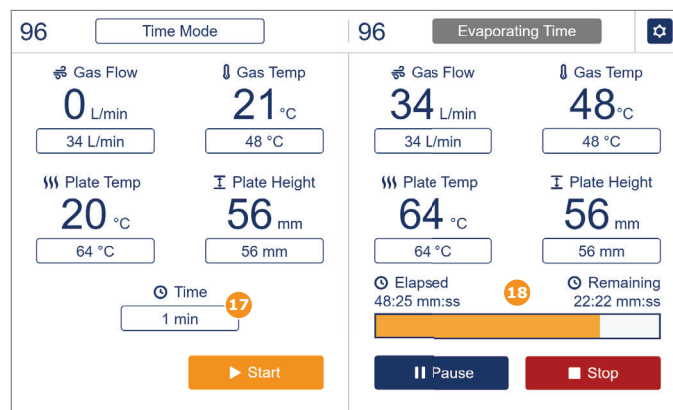 96 Time Mode
Gas Flow Gas Temp
0 L/min 21 °C
34 L/min 48 °C
Plate Temp Plate Height
20 °C 56 mm
64 °C 56 mm
Time
17
1 min
Start
96 Evaporating Time
Gas Flow Gas Temp
34 L/min 48 °C
34 L/min 48 °C
Plate Temp Plate Height
64 °C 56 mm
64 °C 56 mm
Elapsed Remaining
18
48:25 mm:ss 22:22 mm:ss
Pause Stop